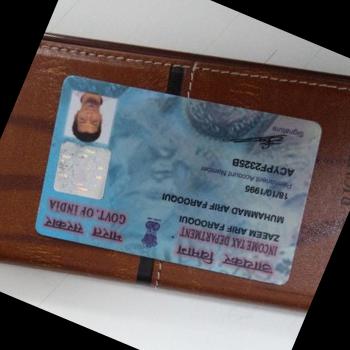 आयकर विभाग
INCOME TAX DEPARTMENT
भारत सरकार
GOVT. OF INDIA
ZAEEM ARIF FAROOQUI
MUHAMMAD ARIF FAROOQUI
18/10/1995
Permanent Account Number
ACYPF2325B
Signature